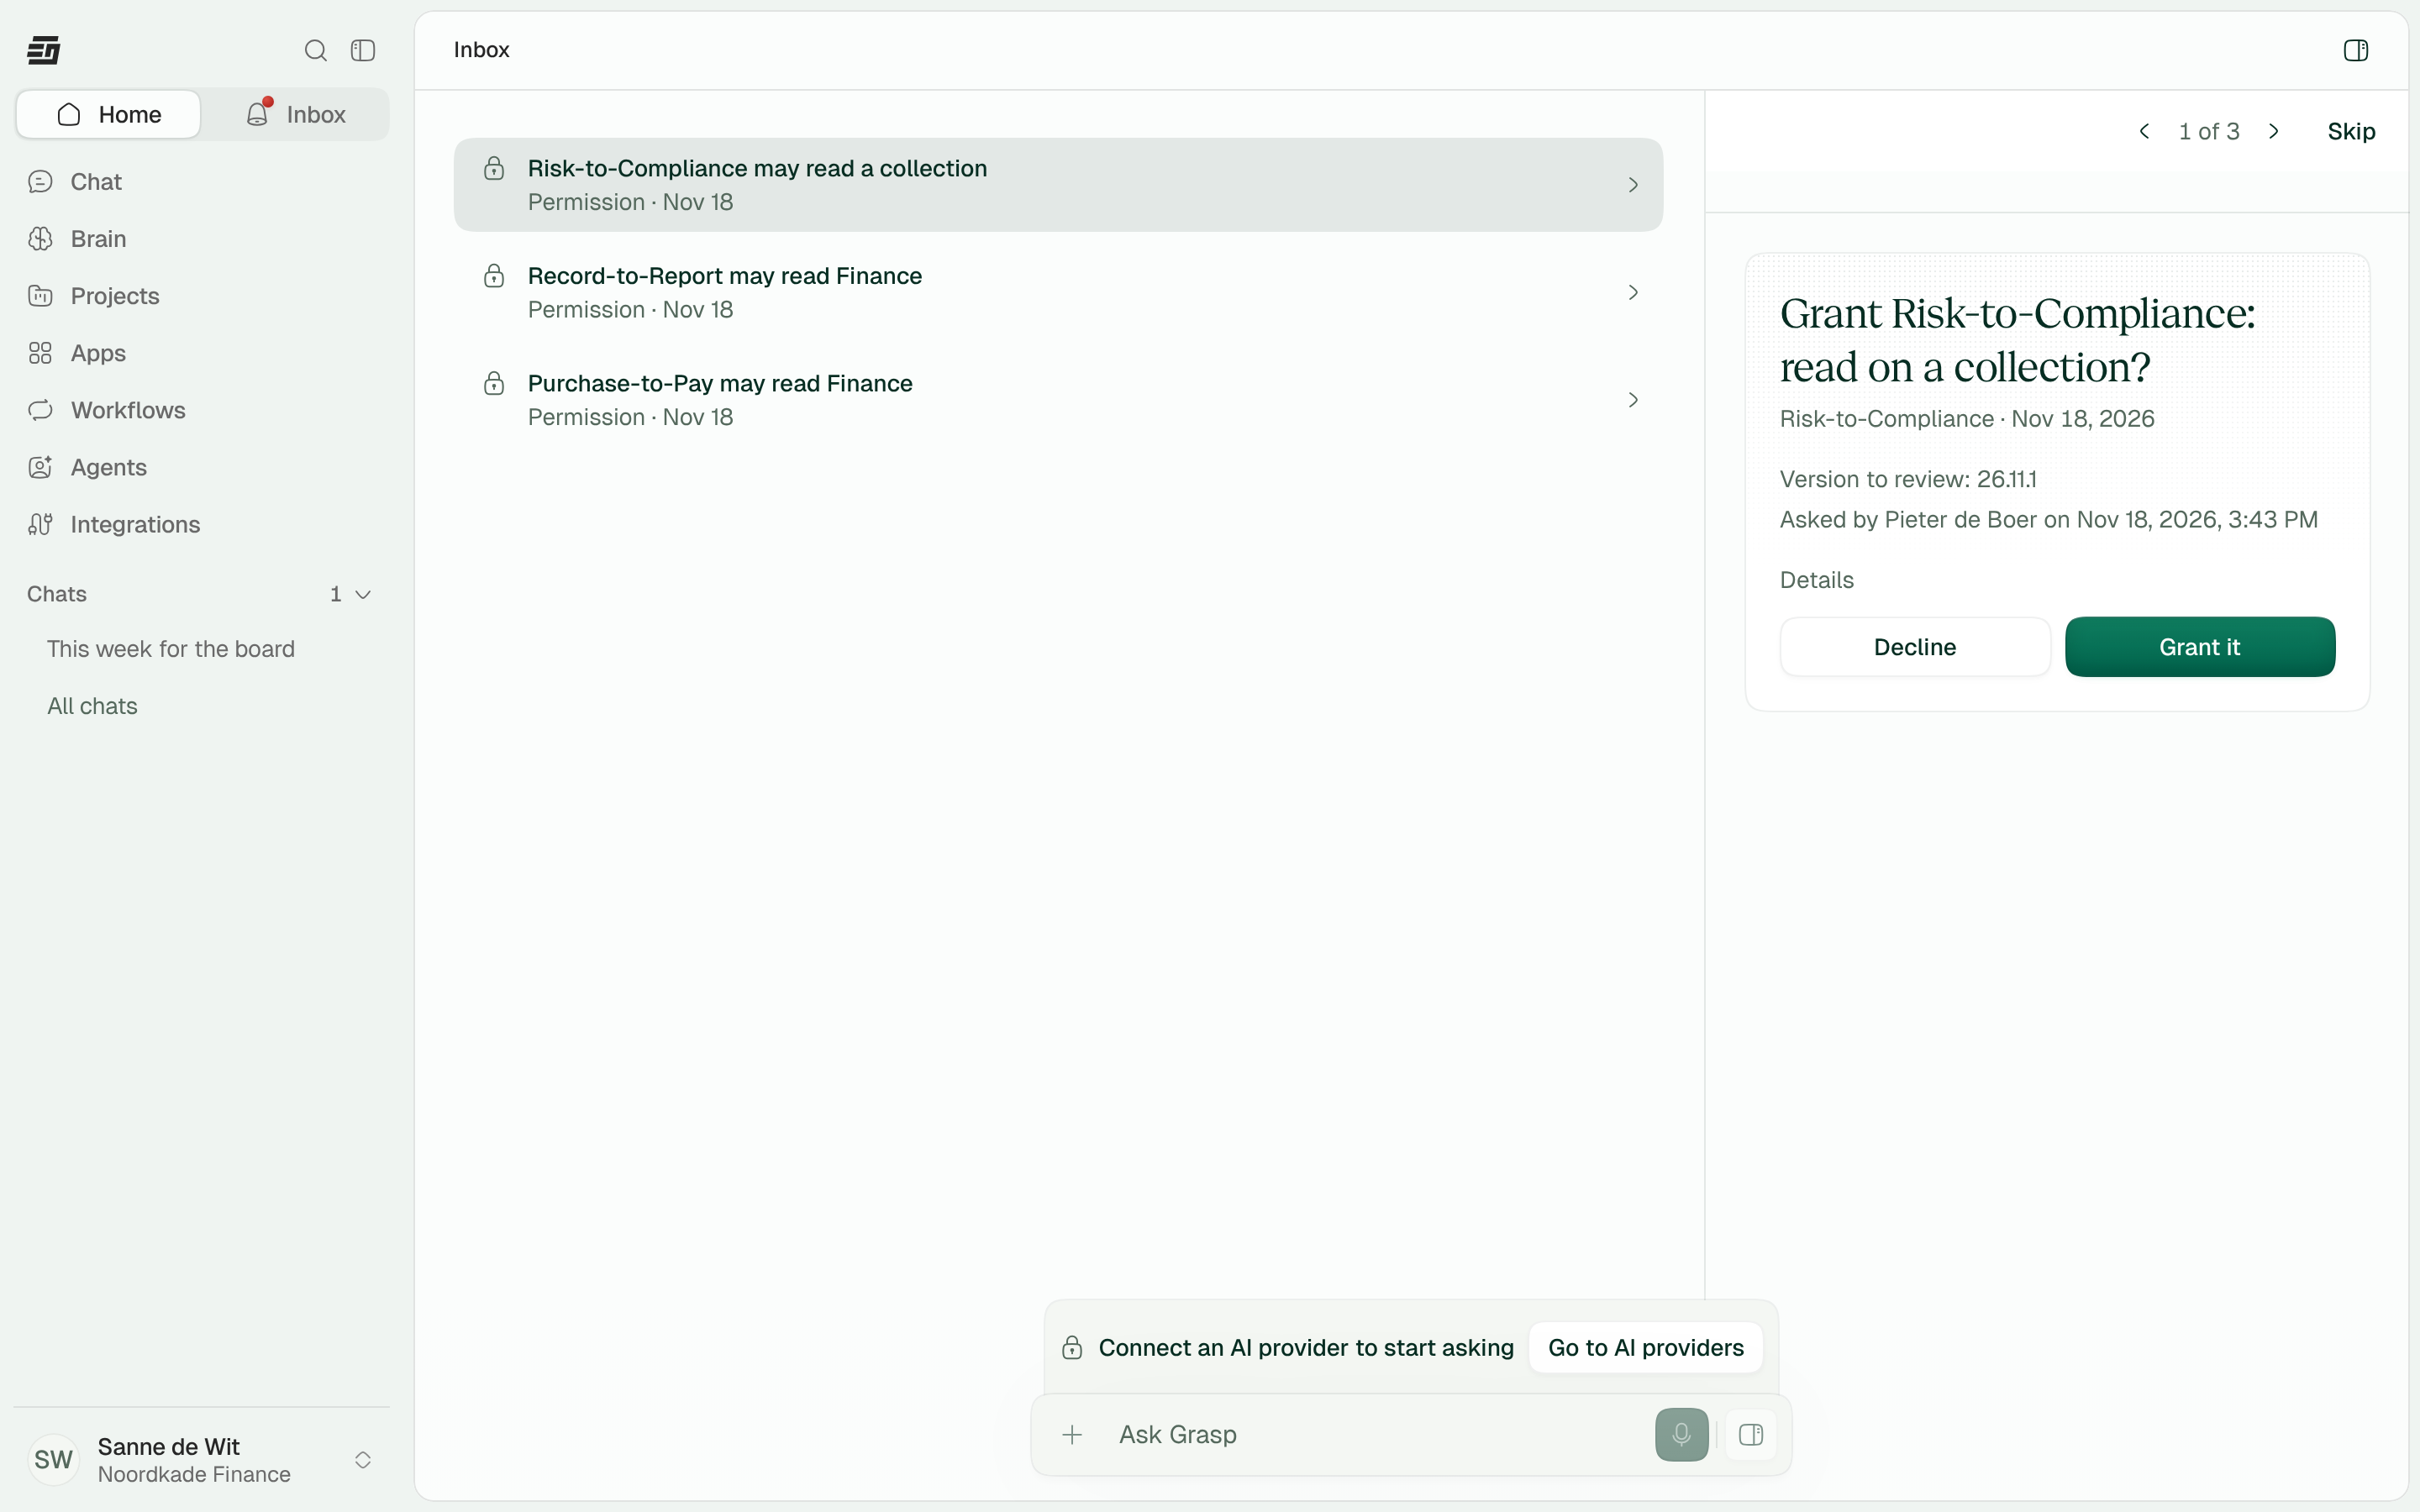 Home
Inbox
Chat
Brain
Projects
Apps
Workflows
Agents
Integrations
Chats 1
This week for the board
All chats
SW
Sanne de Wit
Noordkade Finance
Inbox
Risk-to-Compliance may read a collection
Permission · Nov 18
Record-to-Report may read Finance
Permission · Nov 18
Purchase-to-Pay may read Finance
Permission · Nov 18
1 of 3
Skip
Grant Risk-to-Compliance:
read on a collection?
Risk-to-Compliance · Nov 18, 2026
Version to review: 26.11.1
Asked by Pieter de Boer on Nov 18, 2026, 3:43 PM
Details
Decline
Grant it
Connect an AI provider to start asking
Go to AI providers
Ask Grasp